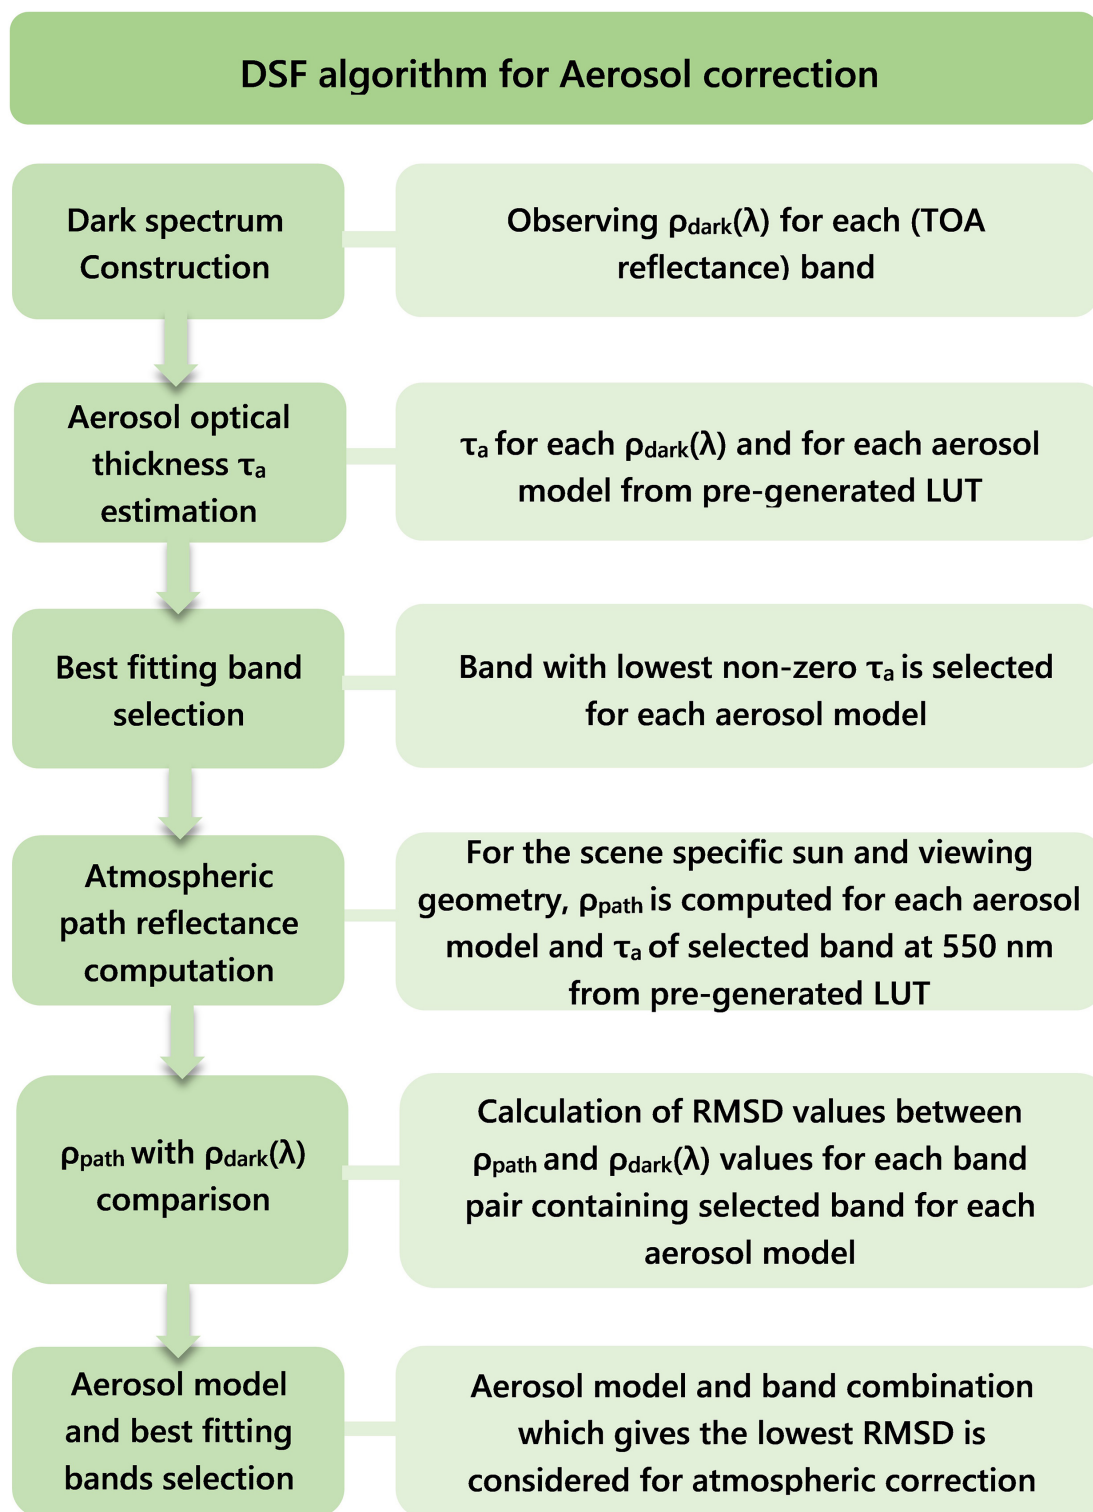 DSF algorithm for Aerosol correction
Dark spectrum
Construction
Observing ρdark(λ) for each (TOA
reflectance) band
Aerosol optical
thickness τa
estimation
τa for each ρdark(λ) and for each aerosol
model from pre-generated LUT
Best fitting band
selection
Band with lowest non-zero τa is selected
for each aerosol model
Atmospheric
path reflectance
computation
For the scene specific sun and viewing
geometry, ρpath is computed for each aerosol
model and τa of selected band at 550 nm
from pre-generated LUT
ρpath with ρdark(λ)
comparison
Calculation of RMSD values between
ρpath and ρdark(λ) values for each band
pair containing selected band for each
aerosol model
Aerosol model
and best fitting
bands selection
Aerosol model and band combination
which gives the lowest RMSD is
considered for atmospheric correction